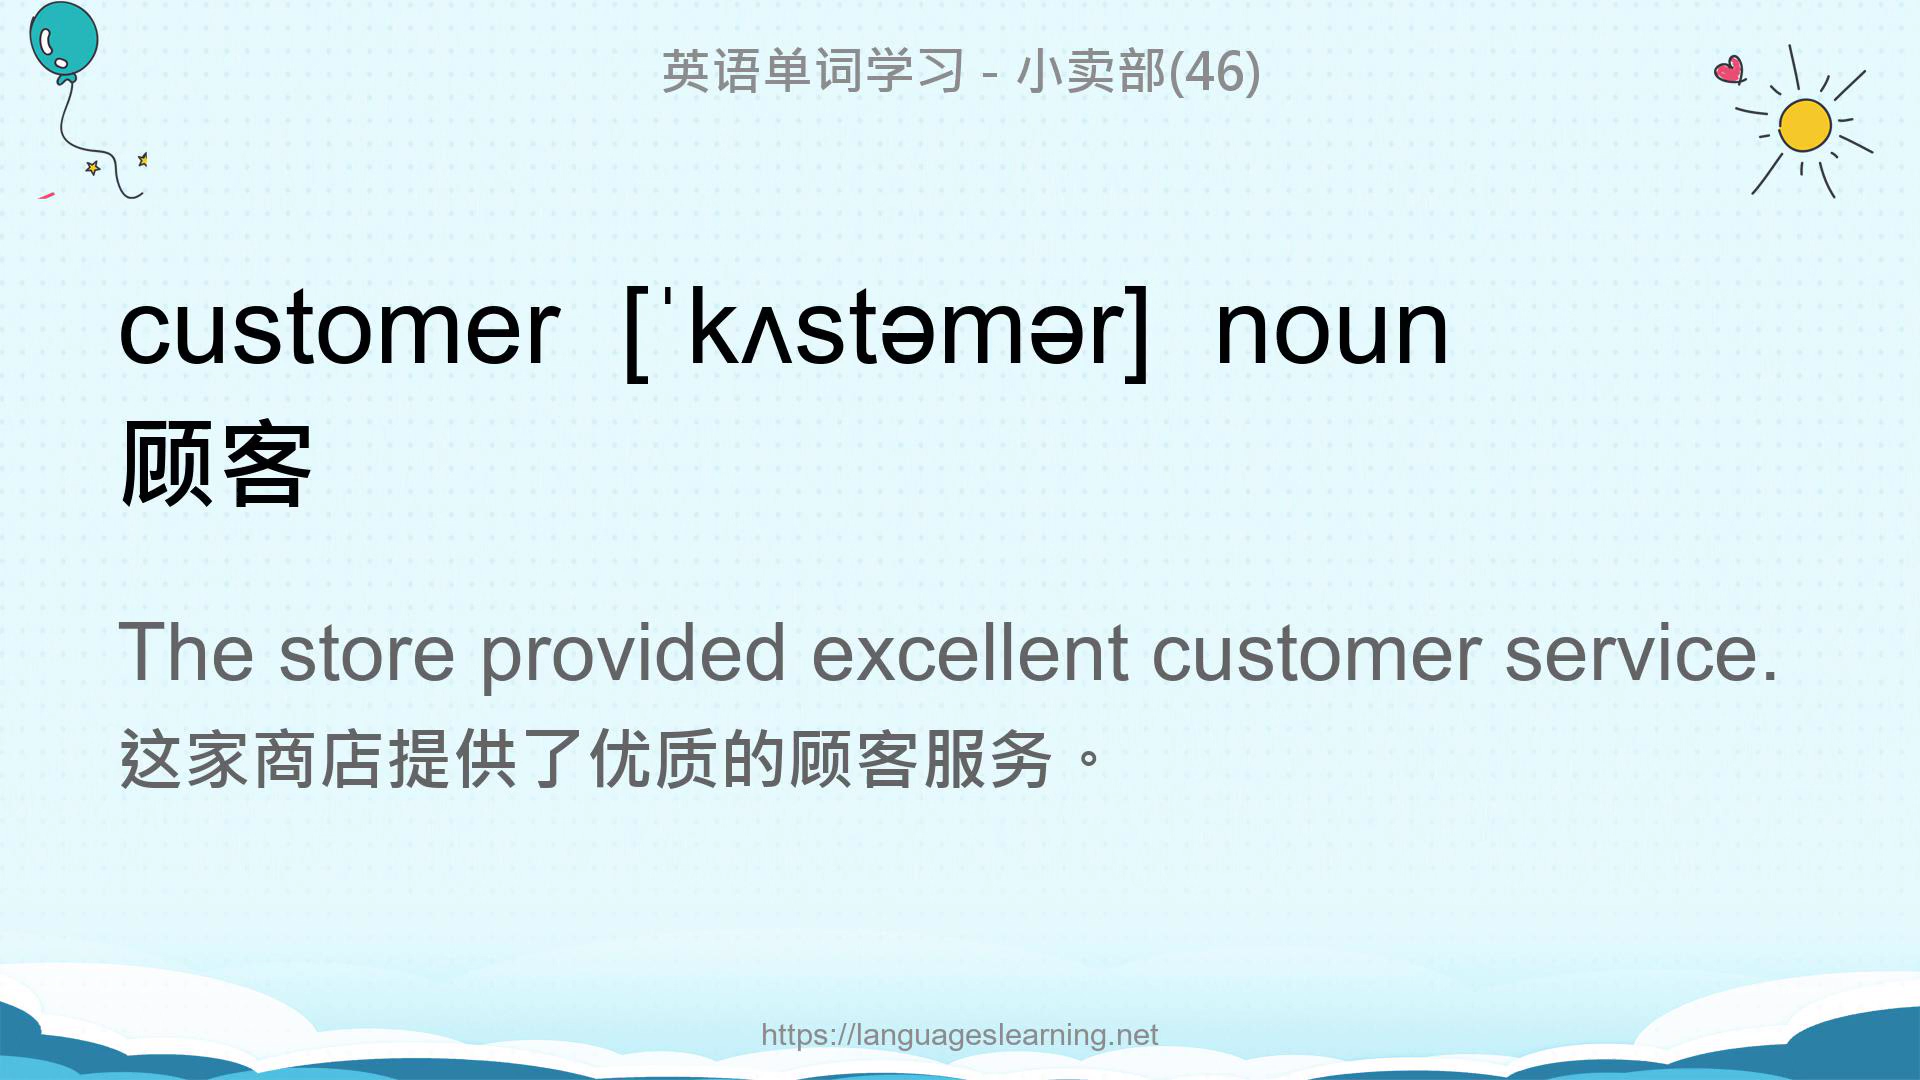 英语单词学习 - 小卖部(46)
customer [ˈkʌstəmər] noun
顾客
The store provided excellent customer service.
这家商店提供了优质的顾客服务。
https://languageslearning.net